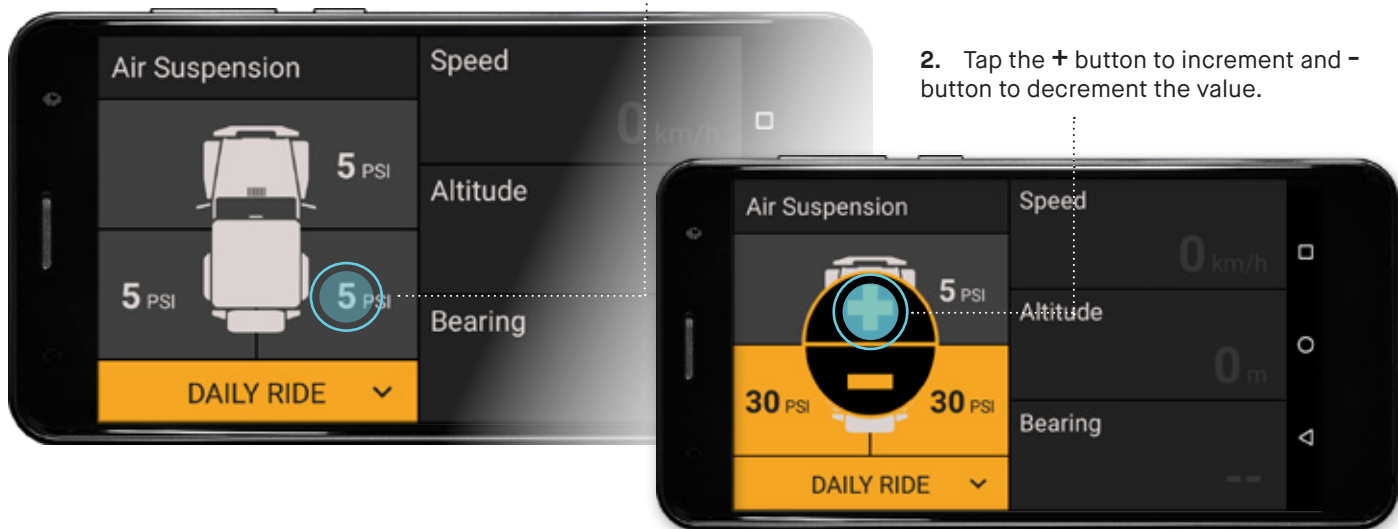 Air Suspension
Speed
0 km/h
5 PSI
Altitude
5 PSI
5 PSI
Bearing
DAILY RIDE
2. Tap the + button to increment and -
button to decrement the value.
Air Suspension
Speed
0 km/h
5 PSI
Altitude
0 m
30 PSI
30 PSI
Bearing
--
DAILY RIDE